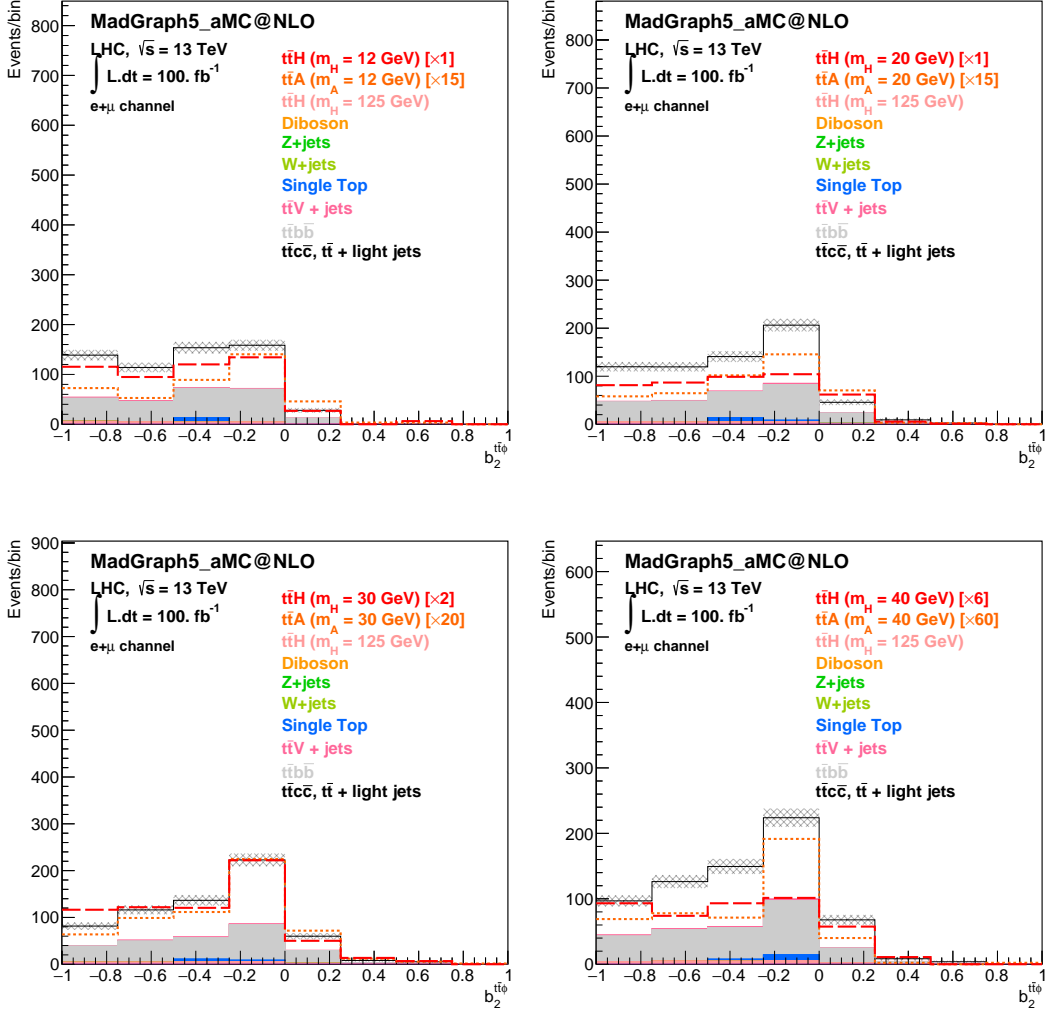 Events/bin
MadGraph5_aMC@NLO
LHC, √s = 13 TeV
∫ L.dt = 100. fb⁻¹
e+μ channel
tt̄H (m_H = 12 GeV) [×1]
tt̄A (m_A = 12 GeV) [×15]
tt̄H (m_H = 125 GeV)
Diboson
Z+jets
W+jets
Single Top
tt̄V + jets
tt̄bb̄
tt̄cc̄, tt̄ + light jets
800
700
600
500
400
300
200
100
0
−1 −0.8 −0.6 −0.4 −0.2 0 0.2 0.4 0.6 0.8 1
b₂^tt̄ϕ
Events/bin
MadGraph5_aMC@NLO
LHC, √s = 13 TeV
∫ L.dt = 100. fb⁻¹
e+μ channel
tt̄H (m_H = 20 GeV) [×1]
tt̄A (m_A = 20 GeV) [×15]
tt̄H (m_H = 125 GeV)
Diboson
Z+jets
W+jets
Single Top
tt̄V + jets
tt̄bb̄
tt̄cc̄, tt̄ + light jets
800
700
600
500
400
300
200
100
0
−1 −0.8 −0.6 −0.4 −0.2 0 0.2 0.4 0.6 0.8 1
b₂^tt̄ϕ
Events/bin
MadGraph5_aMC@NLO
LHC, √s = 13 TeV
∫ L.dt = 100. fb⁻¹
e+μ channel
tt̄H (m_H = 30 GeV) [×2]
tt̄A (m_A = 30 GeV) [×20]
tt̄H (m_H = 125 GeV)
Diboson
Z+jets
W+jets
Single Top
tt̄V + jets
tt̄bb̄
tt̄cc̄, tt̄ + light jets
900
800
700
600
500
400
300
200
100
0
−1 −0.8 −0.6 −0.4 −0.2 0 0.2 0.4 0.6 0.8 1
b₂^tt̄ϕ
Events/bin
MadGraph5_aMC@NLO
LHC, √s = 13 TeV
∫ L.dt = 100. fb⁻¹
e+μ channel
tt̄H (m_H = 40 GeV) [×6]
tt̄A (m_A = 40 GeV) [×60]
tt̄H (m_H = 125 GeV)
Diboson
Z+jets
W+jets
Single Top
tt̄V + jets
tt̄bb̄
tt̄cc̄, tt̄ + light jets
600
500
400
300
200
100
0
−1 −0.8 −0.6 −0.4 −0.2 0 0.2 0.4 0.6 0.8 1
b₂^tt̄ϕ